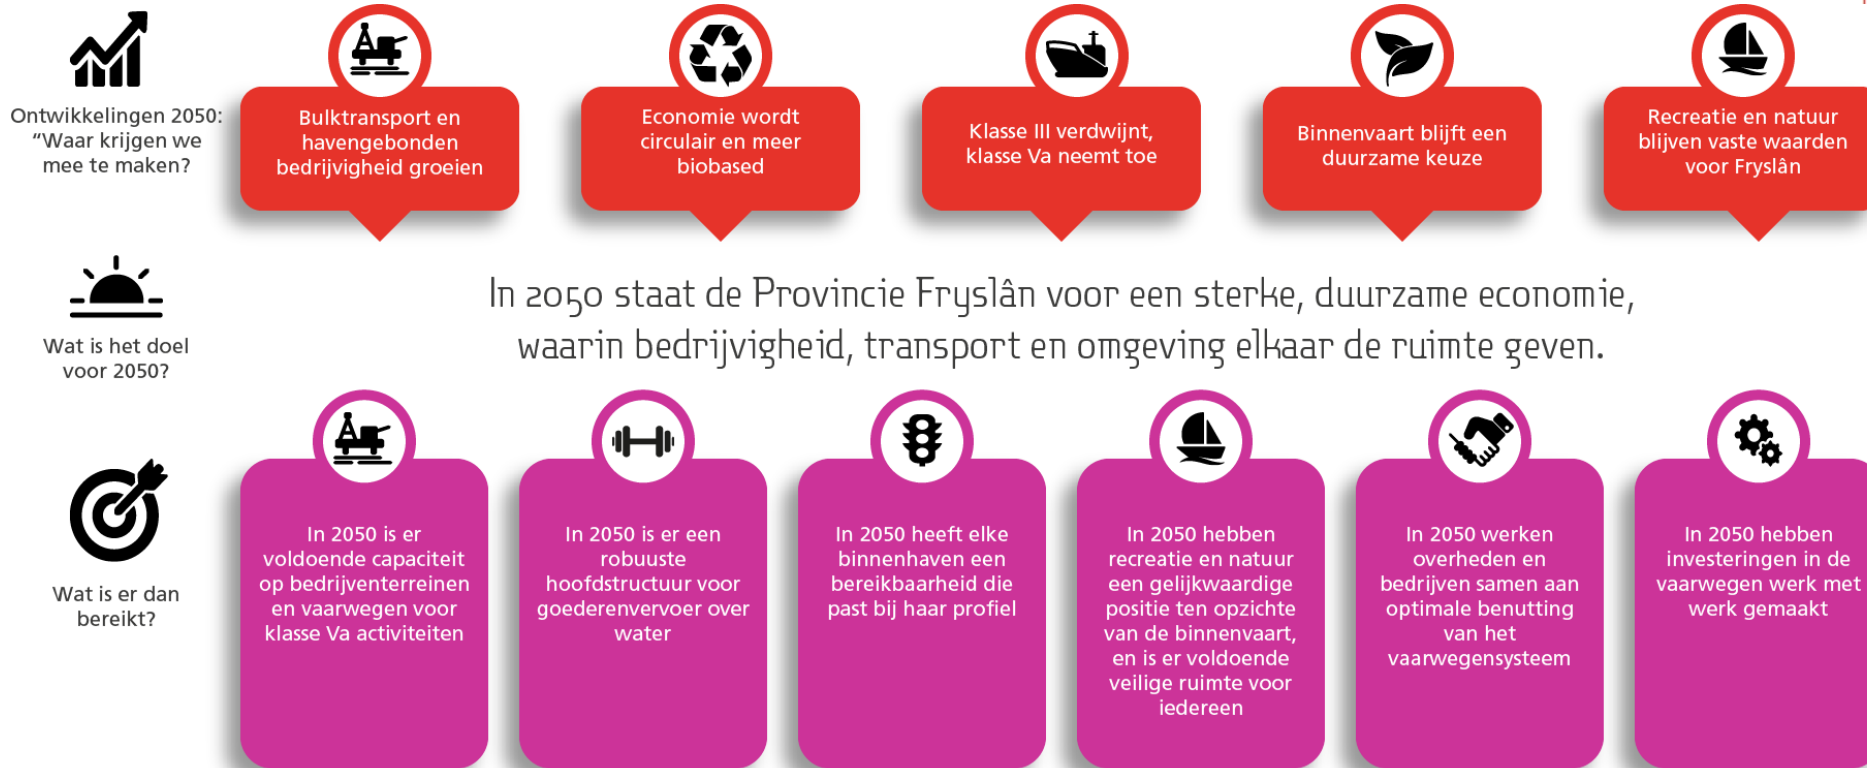 Ontwikkelingen 2050:
“Waar krijgen we
mee te maken?
Bulktransport en
havengebonden
bedrijvigheid groeien
Economie wordt
circulair en meer
biobased
Klasse III verdwijnt,
klasse Va neemt toe
Binnenvaart blijft een
duurzame keuze
Recreatie en natuur
blijven vaste waarden
voor Fryslân
Wat is het doel
voor 2050?
In 2050 staat de Provincie Fryslân voor een sterke, duurzame economie,
waarin bedrijvigheid, transport en omgeving elkaar de ruimte geven.
Wat is er dan
bereikt?
In 2050 is er
voldoende capaciteit
op bedrijventerreinen
en vaarwegen voor
klasse Va activiteiten
In 2050 is er een
robuuste
hoofdstructuur voor
goederenvervoer over
water
In 2050 heeft elke
binnenhaven een
bereikbaarheid die
past bij haar profiel
In 2050 hebben
recreatie en natuur
een gelijkwaardige
positie ten opzichte
van de binnenvaart,
en is er voldoende
veilige ruimte voor
iedereen
In 2050 werken
overheden en
bedrijven samen aan
optimale benutting
van het
vaarwegensysteem
In 2050 hebben
investeringen in de
vaarwegen werk met
werk gemaakt